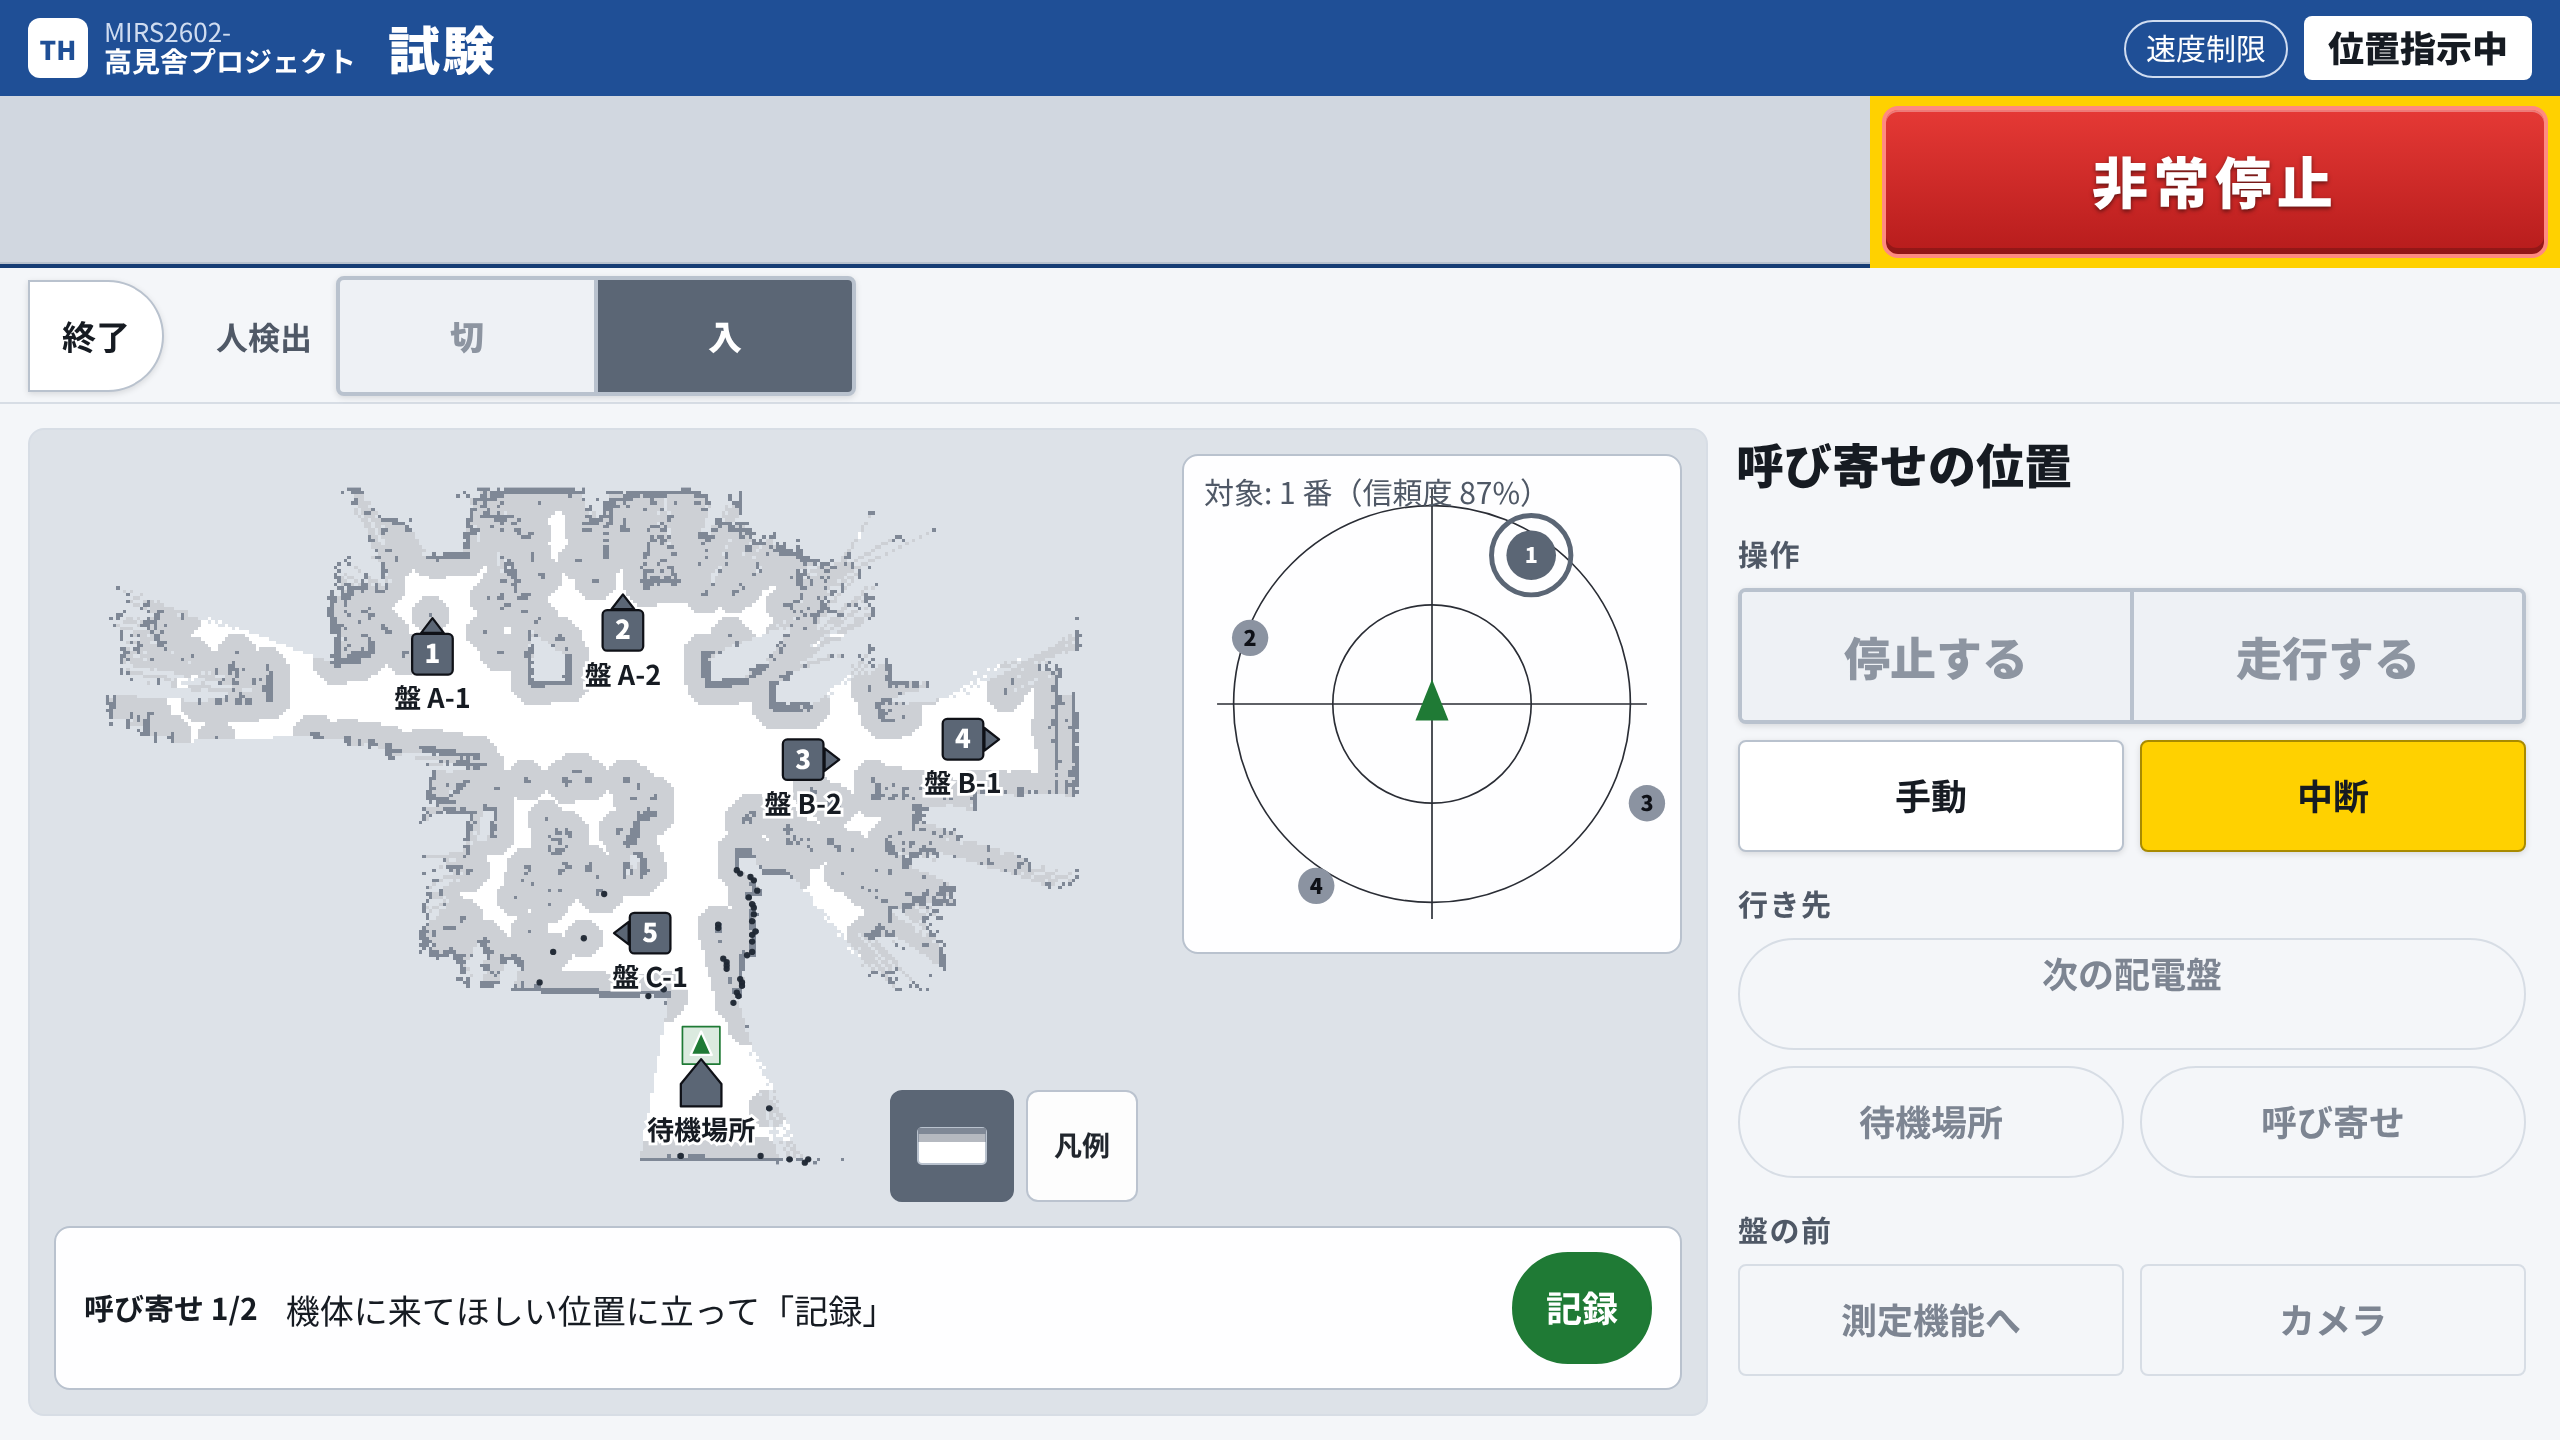 TH
MIRS2602-
高見舎プロジェクト
試験
速度制限
位置指示中
非常停止
終了
人検出
切
入
対象: 1 番（信頼度 87%）
1
2
3
4
1
盤 A-1
2
盤 A-2
3
盤 B-2
4
盤 B-1
5
盤 C-1
待機場所
凡例
呼び寄せ 1/2
機体に来てほしい位置に立って「記録」
記録
呼び寄せの位置
操作
停止する
走行する
手動
中断
行き先
次の配電盤
待機場所
呼び寄せ
盤の前
測定機能へ
カメラ